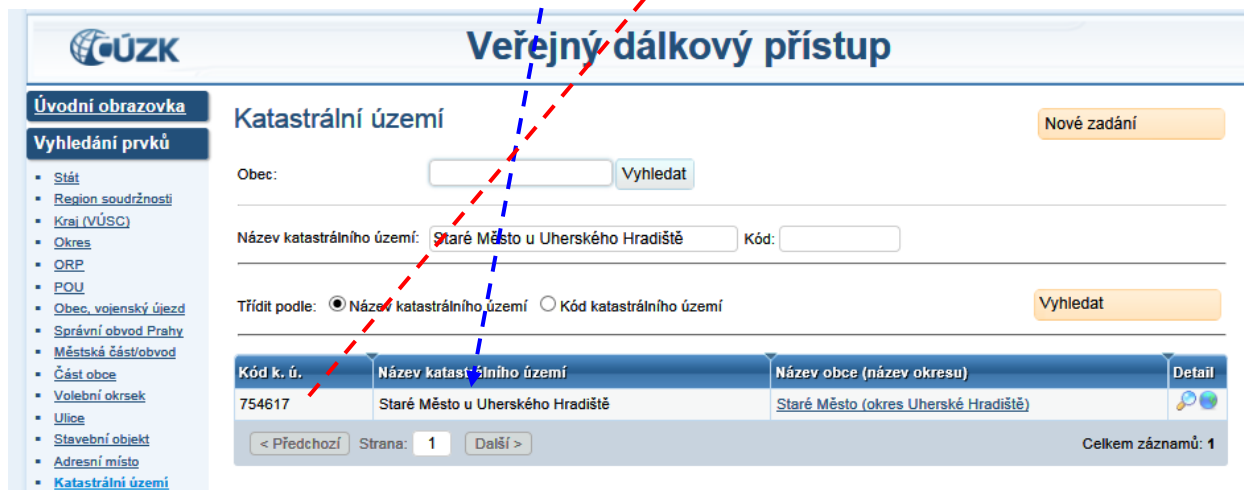 ČÚZK
Veřejný dálkový přístup
Úvodní obrazovka
Vyhledání prvků
Stát
Region soudržnosti
Kraj (VÚSC)
Okres
ORP
POU
Obec, vojenský újezd
Správní obvod Prahy
Městská část/obvod
Část obce
Volební okrsek
Ulice
Stavební objekt
Adresní místo
Katastrální území
Katastrální území
Nové zadání
Obec: Vyhledat
Název katastrálního území: Staré Město u Uherského Hradiště Kód:
Třídit podle: Název katastrálního území Kód katastrálního území
Vyhledat
Kód k. ú. Název katastrálního území Název obce (název okresu) Detail
754617 Staré Město u Uherského Hradiště Staré Město (okres Uherské Hradiště)
< Předchozí Strana: 1 Další > Celkem záznamů: 1